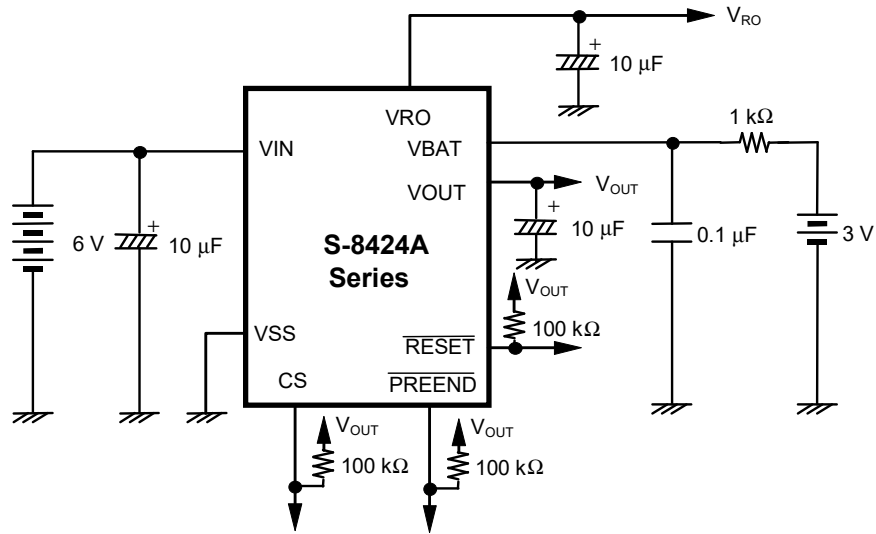 V_RO
+
10 μF
VRO
1 kΩ
VIN
VBAT
VOUT
V_OUT
+
+
6 V
10 μF
S-8424A
Series
10 μF
0.1 μF
3 V
V_OUT
100 kΩ
VSS
RESET
CS
PREEND
V_OUT
V_OUT
100 kΩ
100 kΩ